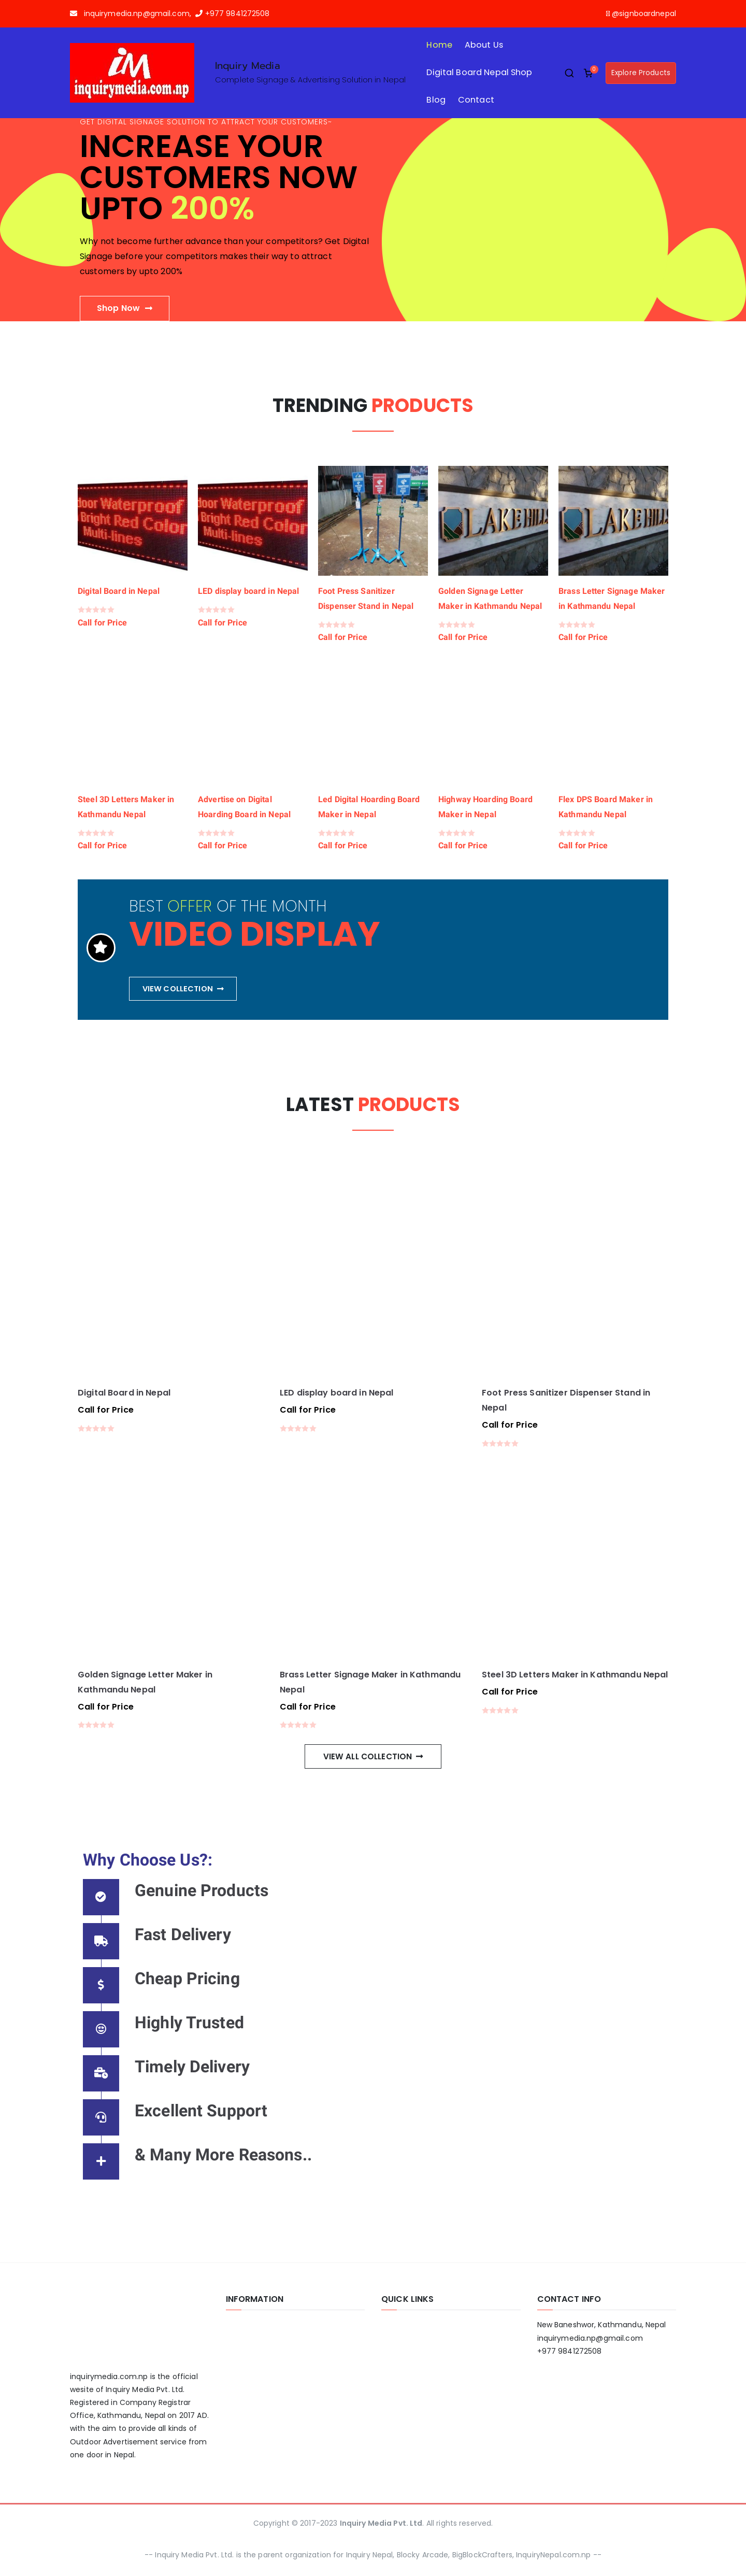 inquirymedia.np@gmail.com, +977 9841272508
@signboardnepal
iM
inquirymedia.com.np
Inquiry Media
Complete Signage & Advertising Solution in Nepal
Home About Us
Digital Board Nepal Shop
Blog Contact
0
Explore Products
GET DIGITAL SIGNAGE SOLUTION TO ATTRACT YOUR CUSTOMERS-
INCREASE YOUR
CUSTOMERS NOW
UPTO 200%
Why not become further advance than your competitors? Get Digital
Signage before your competitors makes their way to attract
customers by upto 200%
Shop Now
TRENDING PRODUCTS
door Waterproof
Bright Red Color
Multi-lines
door Waterproof
Bright Red Color
Multi-lines
LAKE HILLS
LAKE HILLS
Digital Board in Nepal
Call for Price
LED display board in Nepal
Call for Price
Foot Press Sanitizer
Dispenser Stand in Nepal
Call for Price
Golden Signage Letter
Maker in Kathmandu Nepal
Call for Price
Brass Letter Signage Maker
in Kathmandu Nepal
Call for Price
Steel 3D Letters Maker in
Kathmandu Nepal
Call for Price
Advertise on Digital
Hoarding Board in Nepal
Call for Price
Led Digital Hoarding Board
Maker in Nepal
Call for Price
Highway Hoarding Board
Maker in Nepal
Call for Price
Flex DPS Board Maker in
Kathmandu Nepal
Call for Price
BEST OFFER OF THE MONTH
VIDEO DISPLAY
VIEW COLLECTION
LATEST PRODUCTS
Digital Board in Nepal
Call for Price
LED display board in Nepal
Call for Price
Foot Press Sanitizer Dispenser Stand in
Nepal
Call for Price
Golden Signage Letter Maker in
Kathmandu Nepal
Call for Price
Brass Letter Signage Maker in Kathmandu
Nepal
Call for Price
Steel 3D Letters Maker in Kathmandu Nepal
Call for Price
VIEW ALL COLLECTION
Why Choose Us?:
Genuine Products
Fast Delivery
Cheap Pricing
Highly Trusted
Timely Delivery
Excellent Support
& Many More Reasons..
inquirymedia.com.np is the official
wesite of Inquiry Media Pvt. Ltd.
Registered in Company Registrar
Office, Kathmandu, Nepal on 2017 AD.
with the aim to provide all kinds of
Outdoor Advertisement service from
one door in Nepal.
INFORMATION
QUICK LINKS
CONTACT INFO
New Baneshwor, Kathmandu, Nepal
inquirymedia.np@gmail.com
+977 9841272508
Copyright © 2017-2023 Inquiry Media Pvt. Ltd. All rights reserved.
-- Inquiry Media Pvt. Ltd. is the parent organization for Inquiry Nepal, Blocky Arcade, BigBlockCrafters, InquiryNepal.com.np --